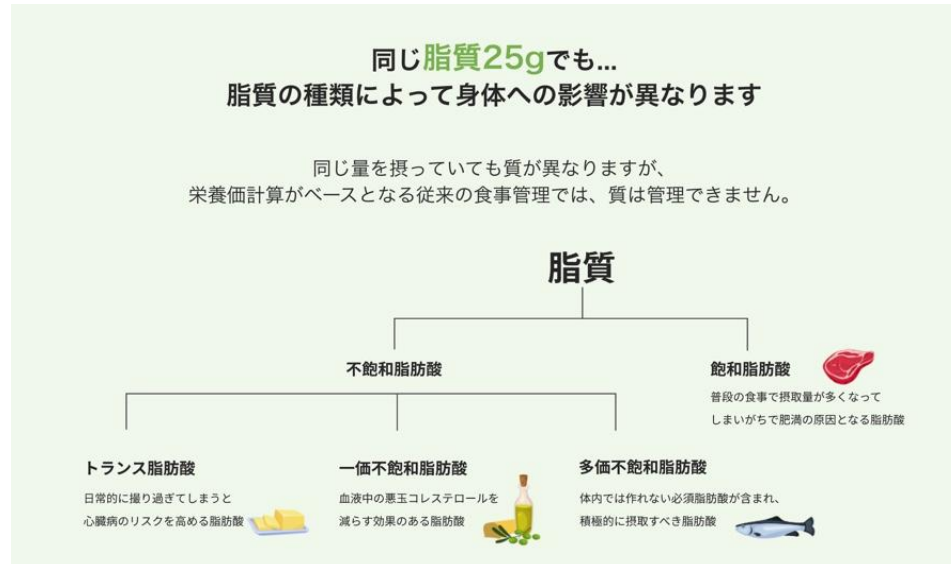 同じ脂質25gでも...
脂質の種類によって身体への影響が異なります
同じ量を摂っていても質が異なりますが、
栄養価計算がベースとなる従来の食事管理では、質は管理できません。
脂質
不飽和脂肪酸
飽和脂肪酸
普段の食事で摂取量が多くなって
しまいがちで肥満の原因となる脂肪酸
トランス脂肪酸
日常的に撮り過ぎてしまうと
心臓病のリスクを高める脂肪酸
一価不飽和脂肪酸
血液中の悪玉コレステロールを
減らす効果のある脂肪酸
多価不飽和脂肪酸
体内では作れない必須脂肪酸が含まれ、
積極的に摂取すべき脂肪酸